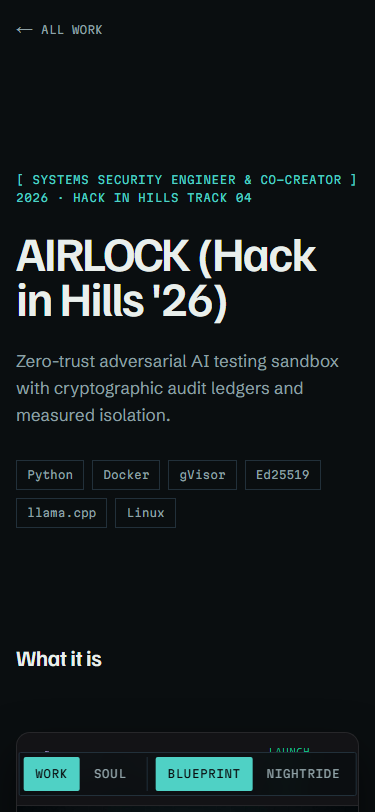 ← ALL WORK
[ SYSTEMS SECURITY ENGINEER & CO—CREATOR ]
2026 · HACK IN HILLS TRACK 04
AIRLOCK (Hack
in Hills '26)
Zero-trust adversarial AI testing sandbox
with cryptographic audit ledgers and
measured isolation.
Python Docker gVisor Ed25519
llama.cpp Linux
What it is
LAUNCH
WORK SOUL BLUEPRINT NIGHTRIDE